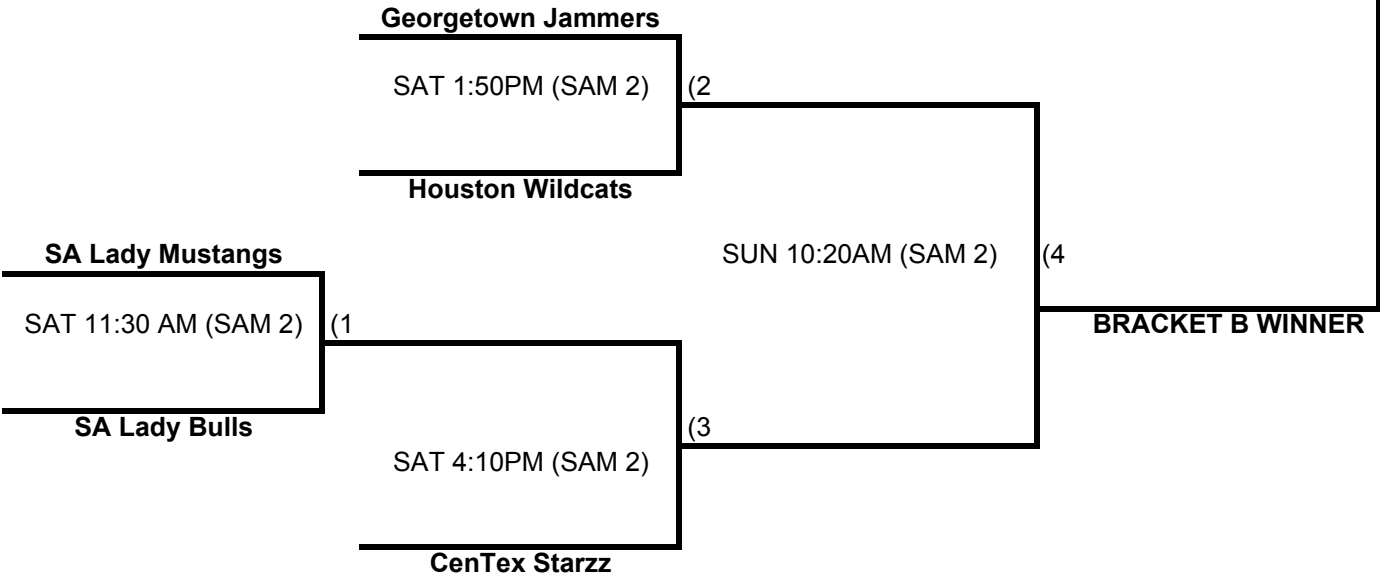 Georgetown Jammers
SAT 1:50PM (SAM 2) (2
Houston Wildcats
SA Lady Mustangs
SUN 10:20AM (SAM 2) (4
SAT 11:30 AM (SAM 2) (1
BRACKET B WINNER
SA Lady Bulls
(3
SAT 4:10PM (SAM 2)
CenTex Starzz